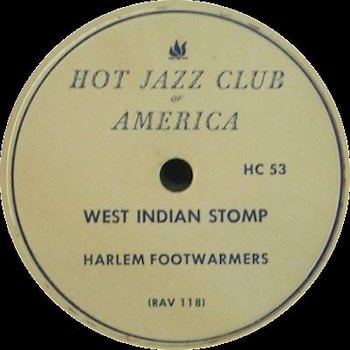 HOT JAZZ CLUB
OF
AMERICA
HC 53
WEST INDIAN STOMP
HARLEM FOOTWARMERS
(RAV 118)